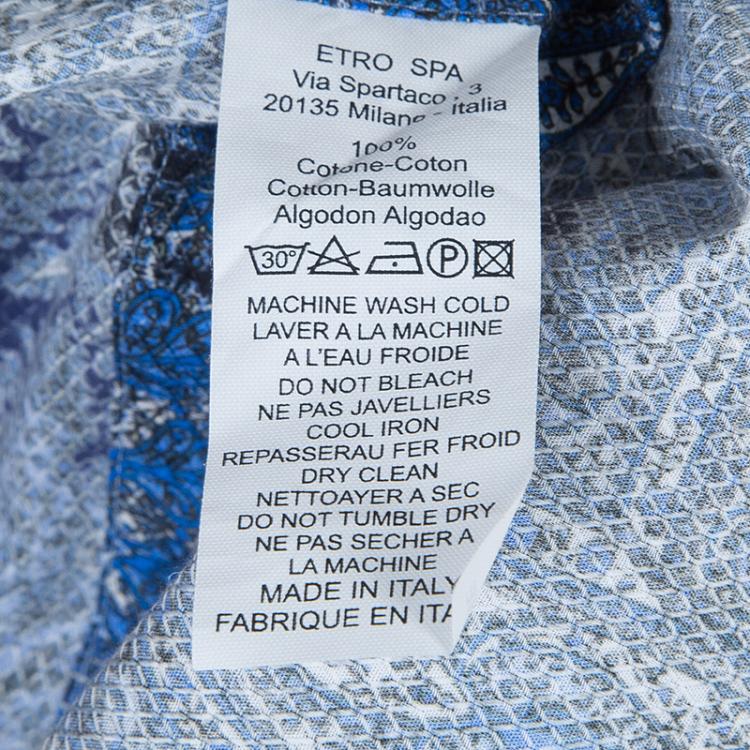 ETRO SPA
Via Spartaco, 3
20135 Milano - italia
100%
Cotone-Coton
Cotton-Baumwolle
Algodon Algodao
30° P
MACHINE WASH COLD
LAVER A LA MACHINE
A L'EAU FROIDE
DO NOT BLEACH
NE PAS JAVELLIERS
COOL IRON
REPASSERAU FER FROID
DRY CLEAN
NETTOAYER A SEC
DO NOT TUMBLE DRY
NE PAS SECHER A
LA MACHINE
MADE IN ITALY
FABRIQUE EN ITA